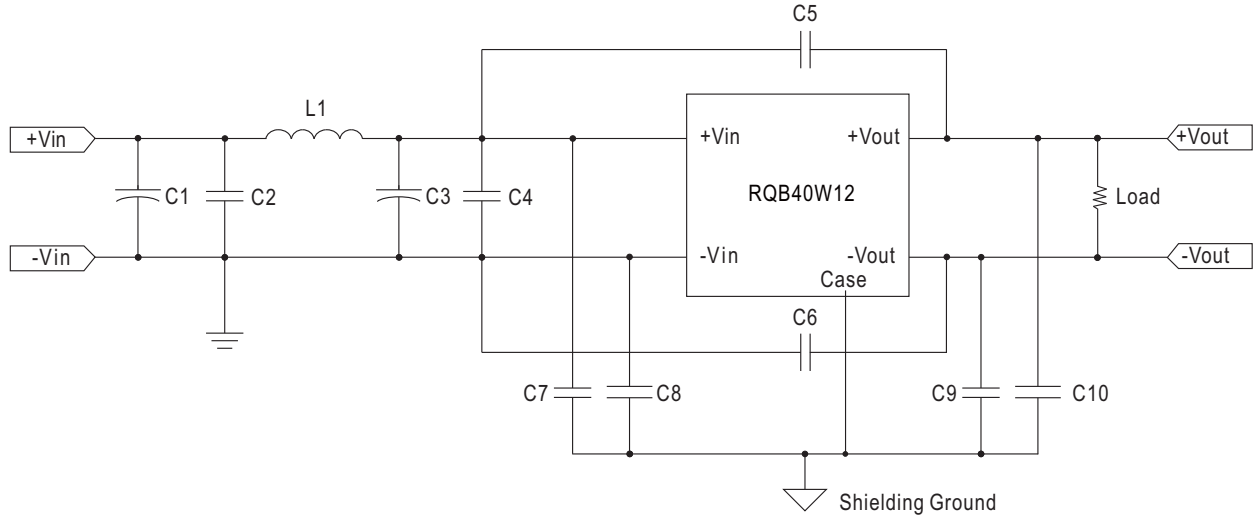 C5
L1
+Vin
+Vin
+Vout
+Vout
C1
C2
C3
C4
RQB40W12
Load
-Vin
-Vin
-Vout
-Vout
Case
C6
C7
C8
C9
C10
Shielding Ground